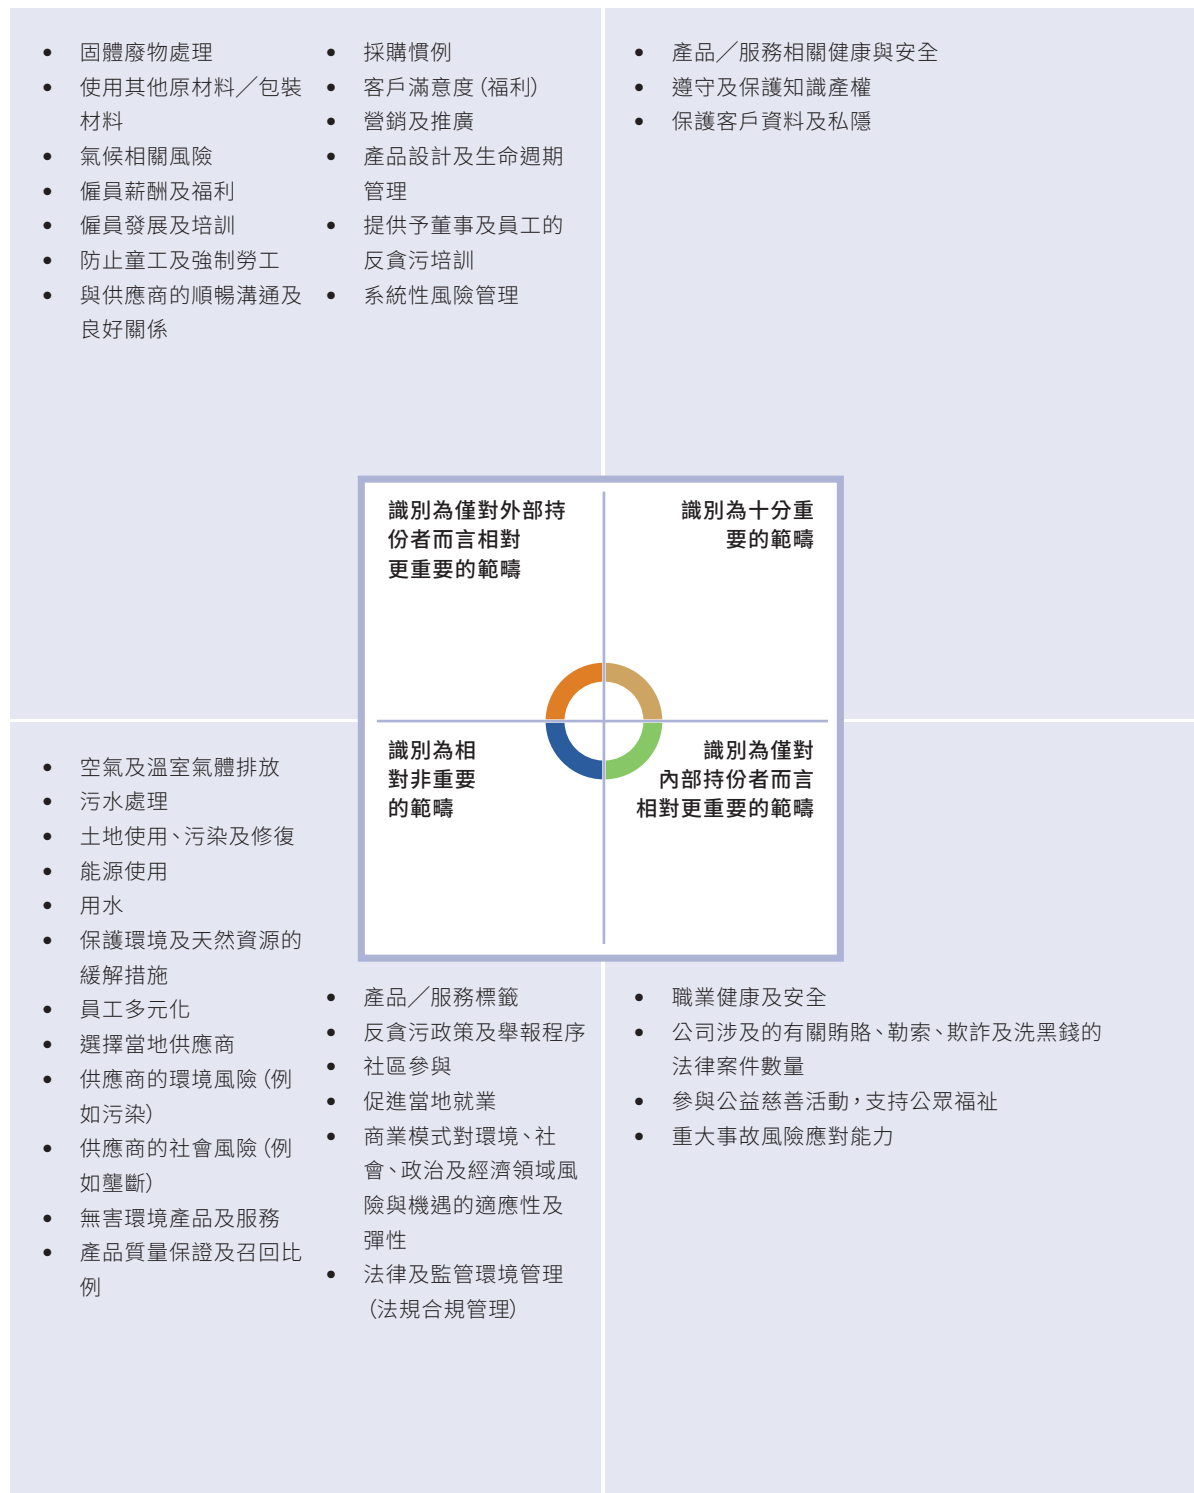 • 固體廢物處理
• 使用其他原材料／包裝
材料
• 氣候相關風險
• 僱員薪酬及福利
• 僱員發展及培訓
• 防止童工及強制勞工
• 與供應商的順暢溝通及
良好關係
• 採購慣例
• 客戶滿意度（福利）
• 營銷及推廣
• 產品設計及生命週期
管理
• 提供予董事及員工的
反貪污培訓
• 系統性風險管理
• 產品／服務相關健康與安全
• 遵守及保護知識產權
• 保護客戶資料及私隱
識別為僅對外部持
份者而言相對
更重要的範疇
識別為十分重
要的範疇
識別為相
對非重要
的範疇
識別為僅對
內部持份者而言
相對更重要的範疇
• 空氣及溫室氣體排放
• 污水處理
• 土地使用、污染及修復
• 能源使用
• 用水
• 保護環境及天然資源的
緩解措施
• 員工多元化
• 選擇當地供應商
• 供應商的環境風險（例
如污染）
• 供應商的社會風險（例
如壟斷）
• 無害環境產品及服務
• 產品質量保證及召回比
例
• 產品／服務標籤
• 反貪污政策及舉報程序
• 社區參與
• 促進當地就業
• 商業模式對環境、社
會、政治及經濟領域風
險與機遇的適應性及
彈性
• 法律及監管環境管理
（法規合規管理）
• 職業健康及安全
• 公司涉及的有關賄賂、勒索、欺詐及洗黑錢的
法律案件數量
• 參與公益慈善活動，支持公眾福祉
• 重大事故風險應對能力